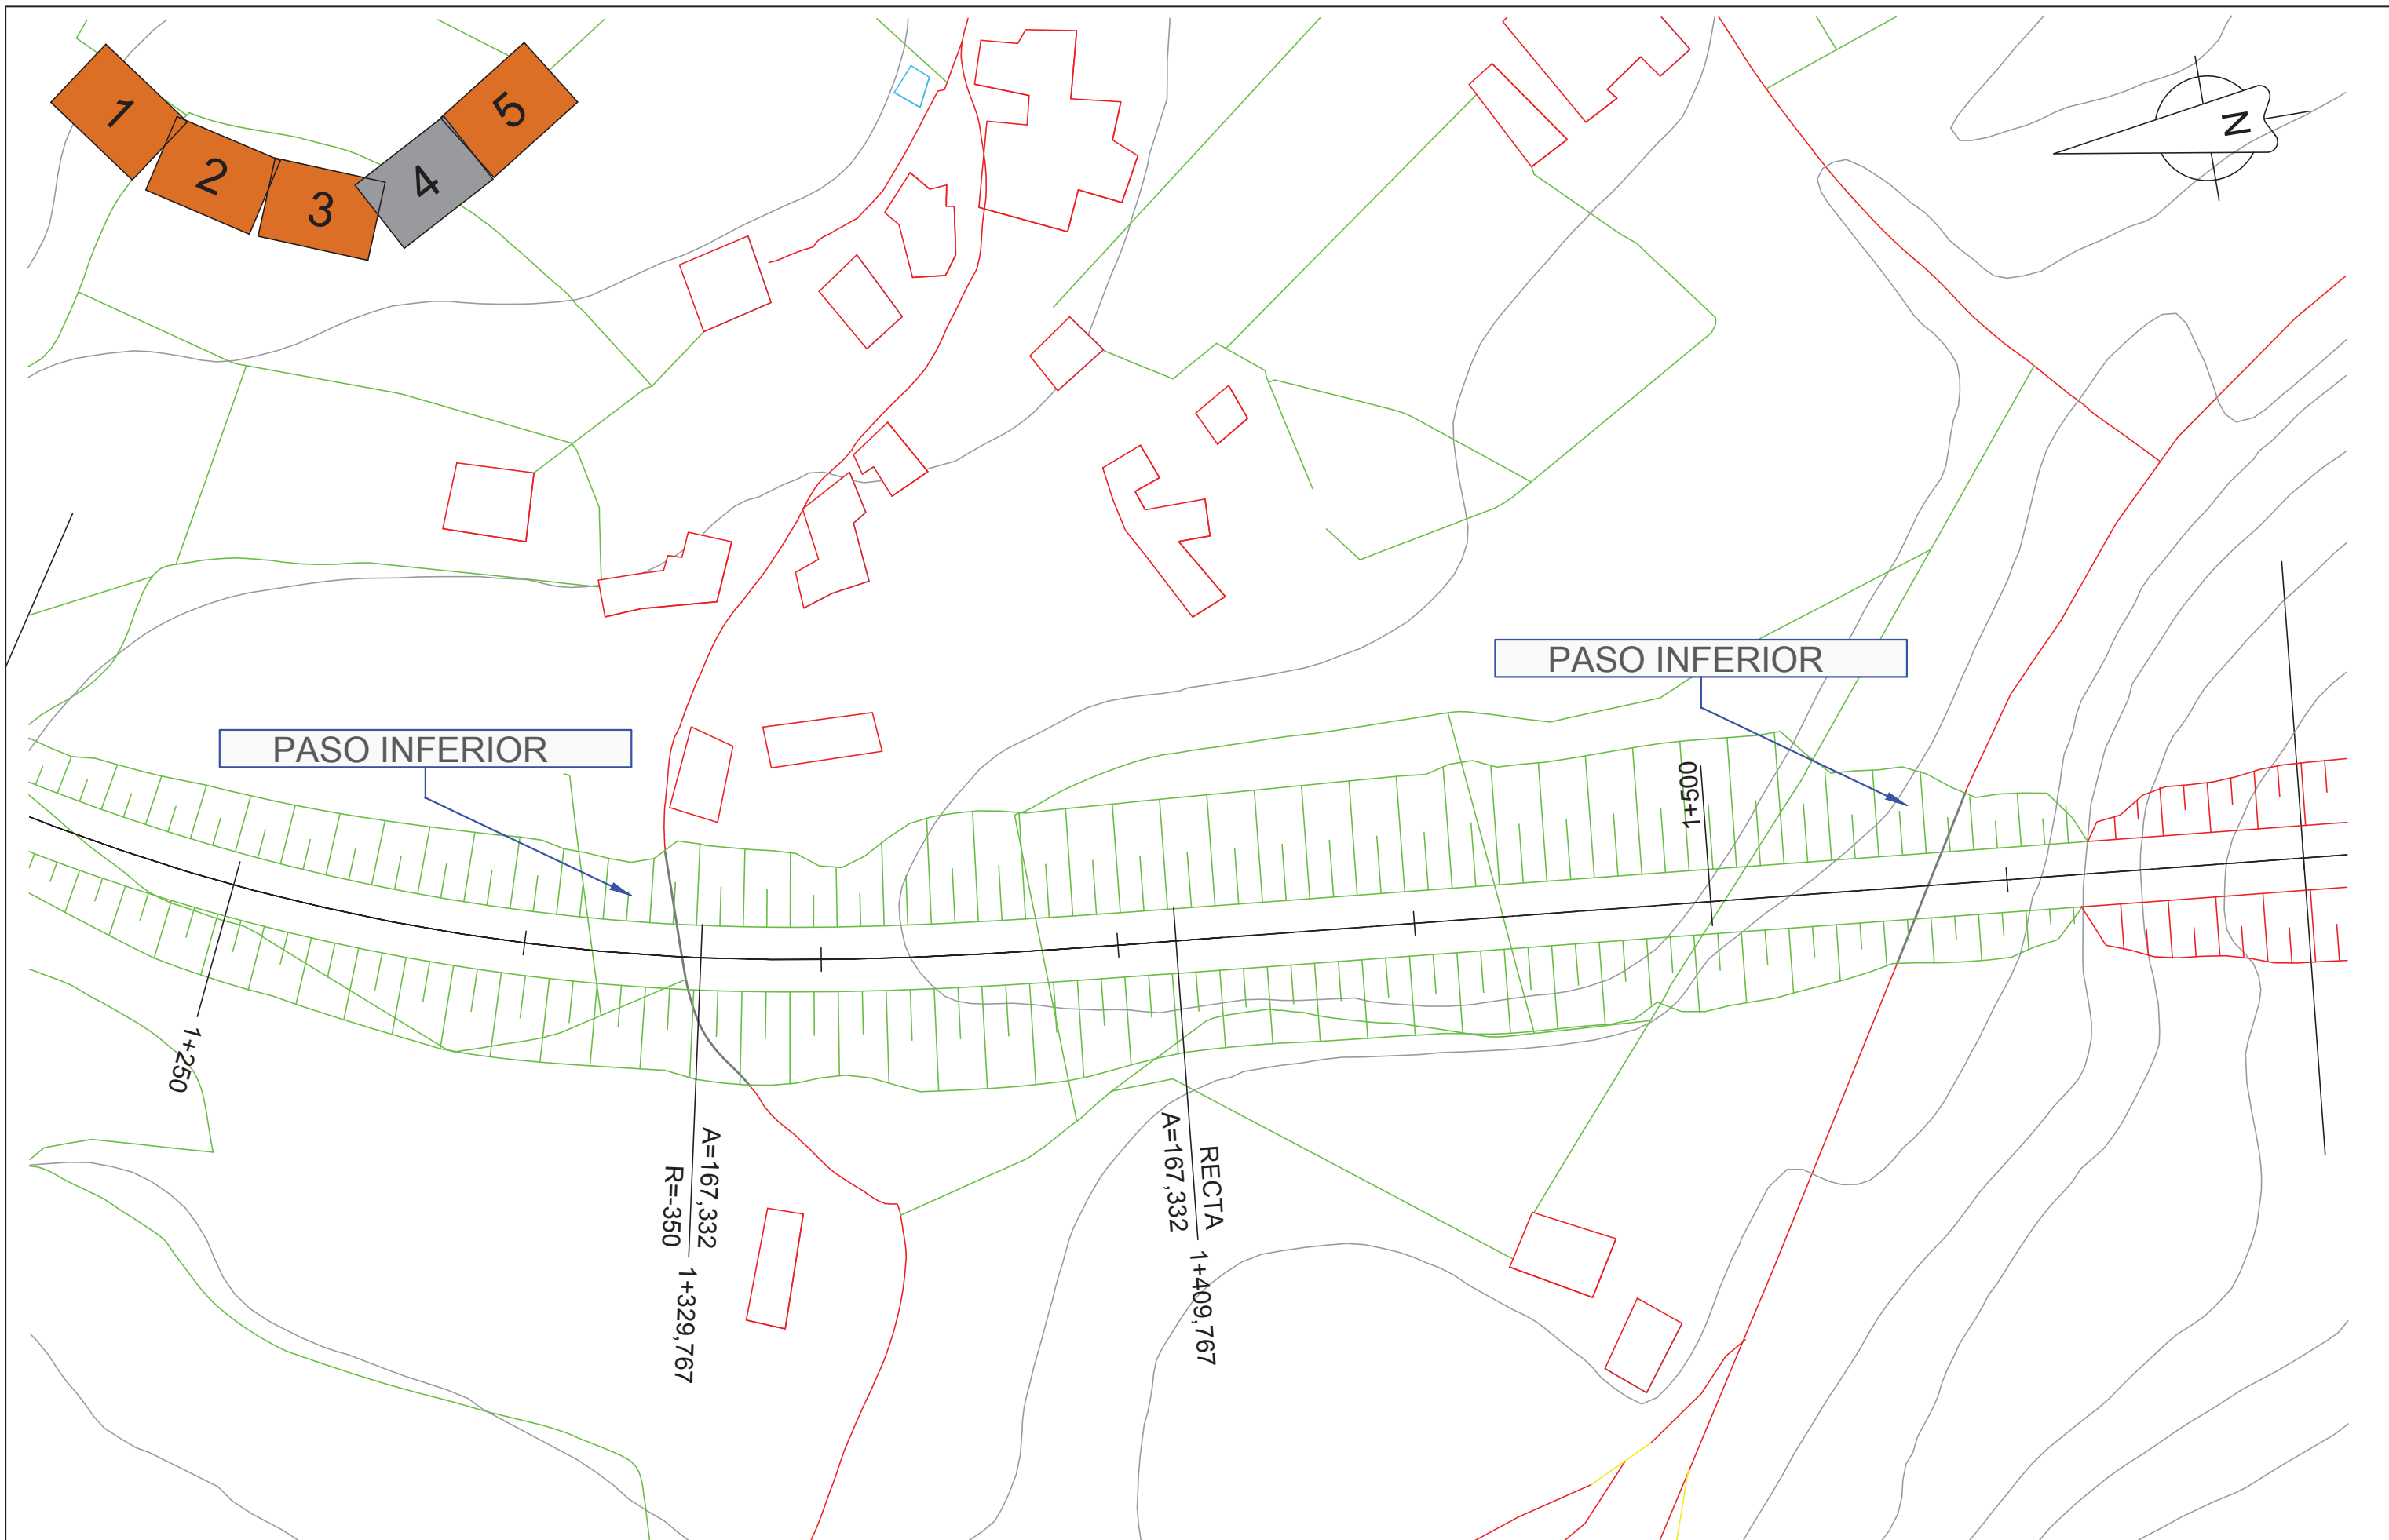 1
2
3
4
5
N
PASO INFERIOR
PASO INFERIOR
1+500
1+250
A=167,332
R=-350
1+329,767
RECTA
A=167,332
1+409,767